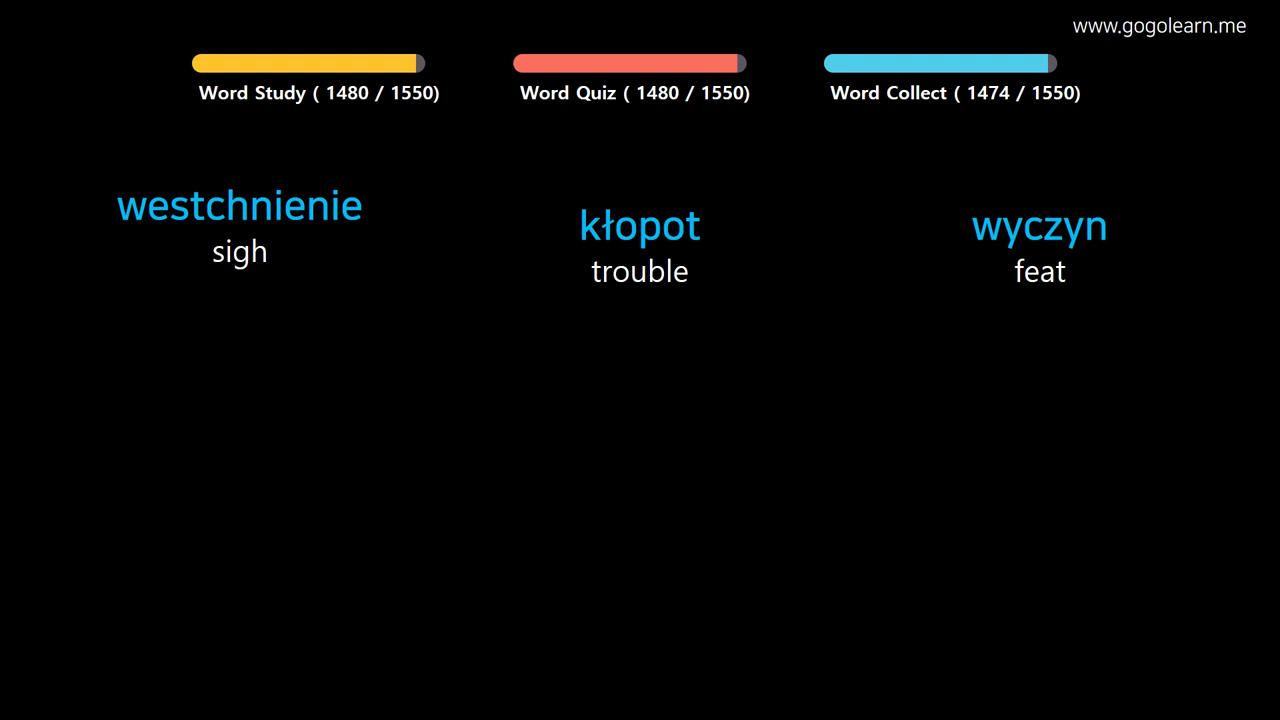 www.gogolearn.me
Word Study ( 1480 / 1550)
Word Quiz ( 1480 / 1550)
Word Collect ( 1474 / 1550)
westchnienie
sigh
kłopot
trouble
wyczyn
feat